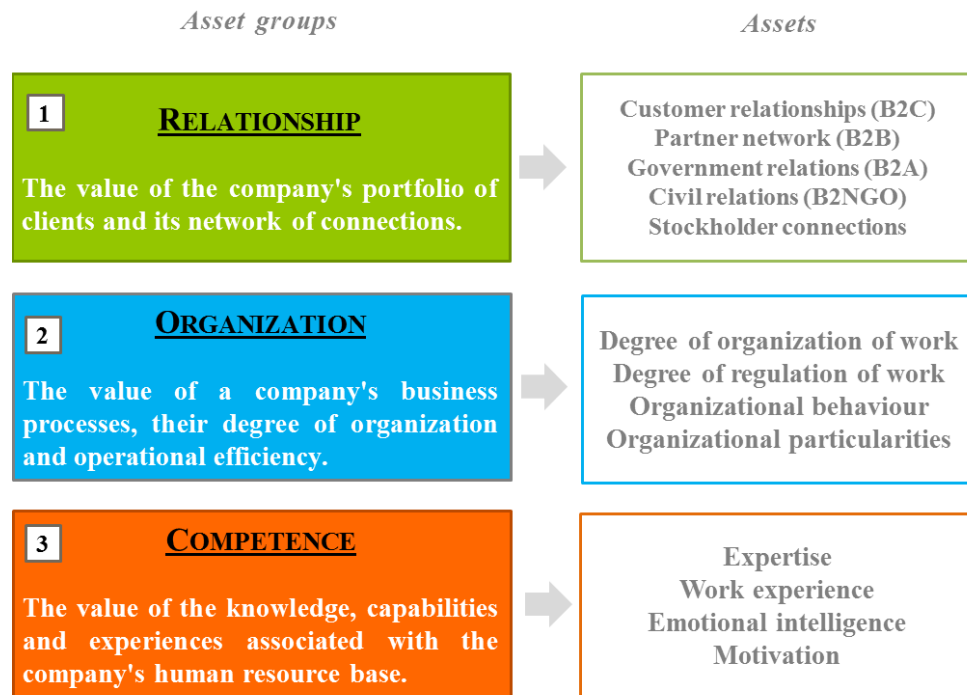 Asset groups
Assets
1
RELATIONSHIP
The value of the company's portfolio of
clients and its network of connections.
Customer relationships (B2C)
Partner network (B2B)
Government relations (B2A)
Civil relations (B2NGO)
Stockholder connections
2
ORGANIZATION
The value of a company's business
processes, their degree of organization
and operational efficiency.
Degree of organization of work
Degree of regulation of work
Organizational behaviour
Organizational particularities
3
COMPETENCE
The value of the knowledge, capabilities
and experiences associated with the
company's human resource base.
Expertise
Work experience
Emotional intelligence
Motivation